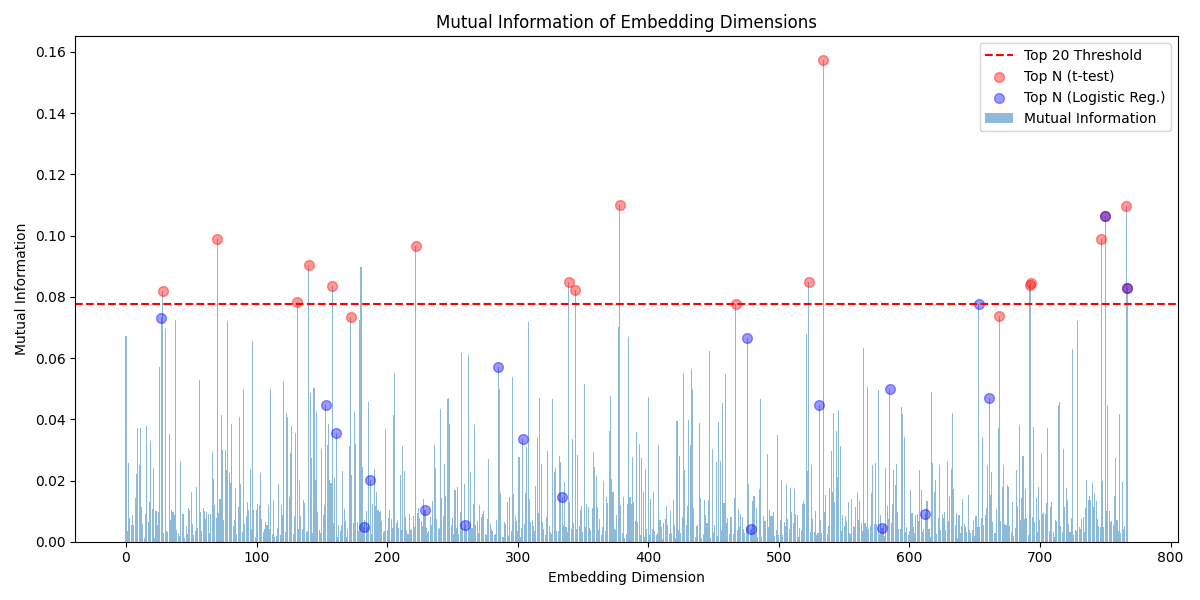 Mutual Information of Embedding Dimensions
Mutual Information
0.16
0.14
0.12
0.10
0.08
0.06
0.04
0.02
0.00
Top 20 Threshold
Top N (t-test)
Top N (Logistic Reg.)
Mutual Information
0
100
200
300
400
500
600
700
800
Embedding Dimension